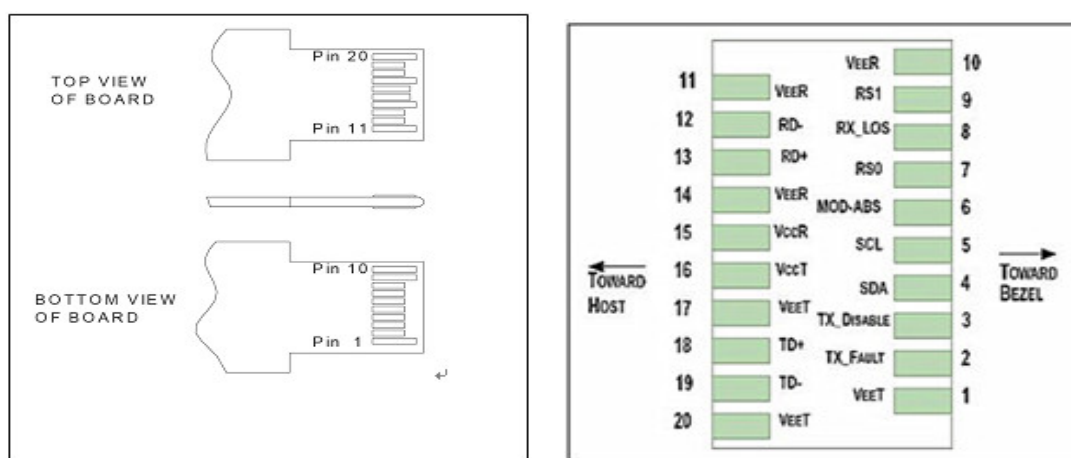 Pin 20
TOP VIEW
OF BOARD
Pin 11
Pin 10
BOTTOM VIEW
OF BOARD
Pin 1
↵
VEER 10
11 VEER
RS1 9
12 RD-
RX_LOS 8
13 RD+
RS0 7
14 VEER
MOD-ABS 6
15 VCCR
SCL 5
16 VCCT
SDA 4
17 VEET
TX_DISABLE 3
18 TD+
TX_FAULT 2
19 TD-
VEET 1
20 VEET
TOWARD
HOST
TOWARD
BEZEL